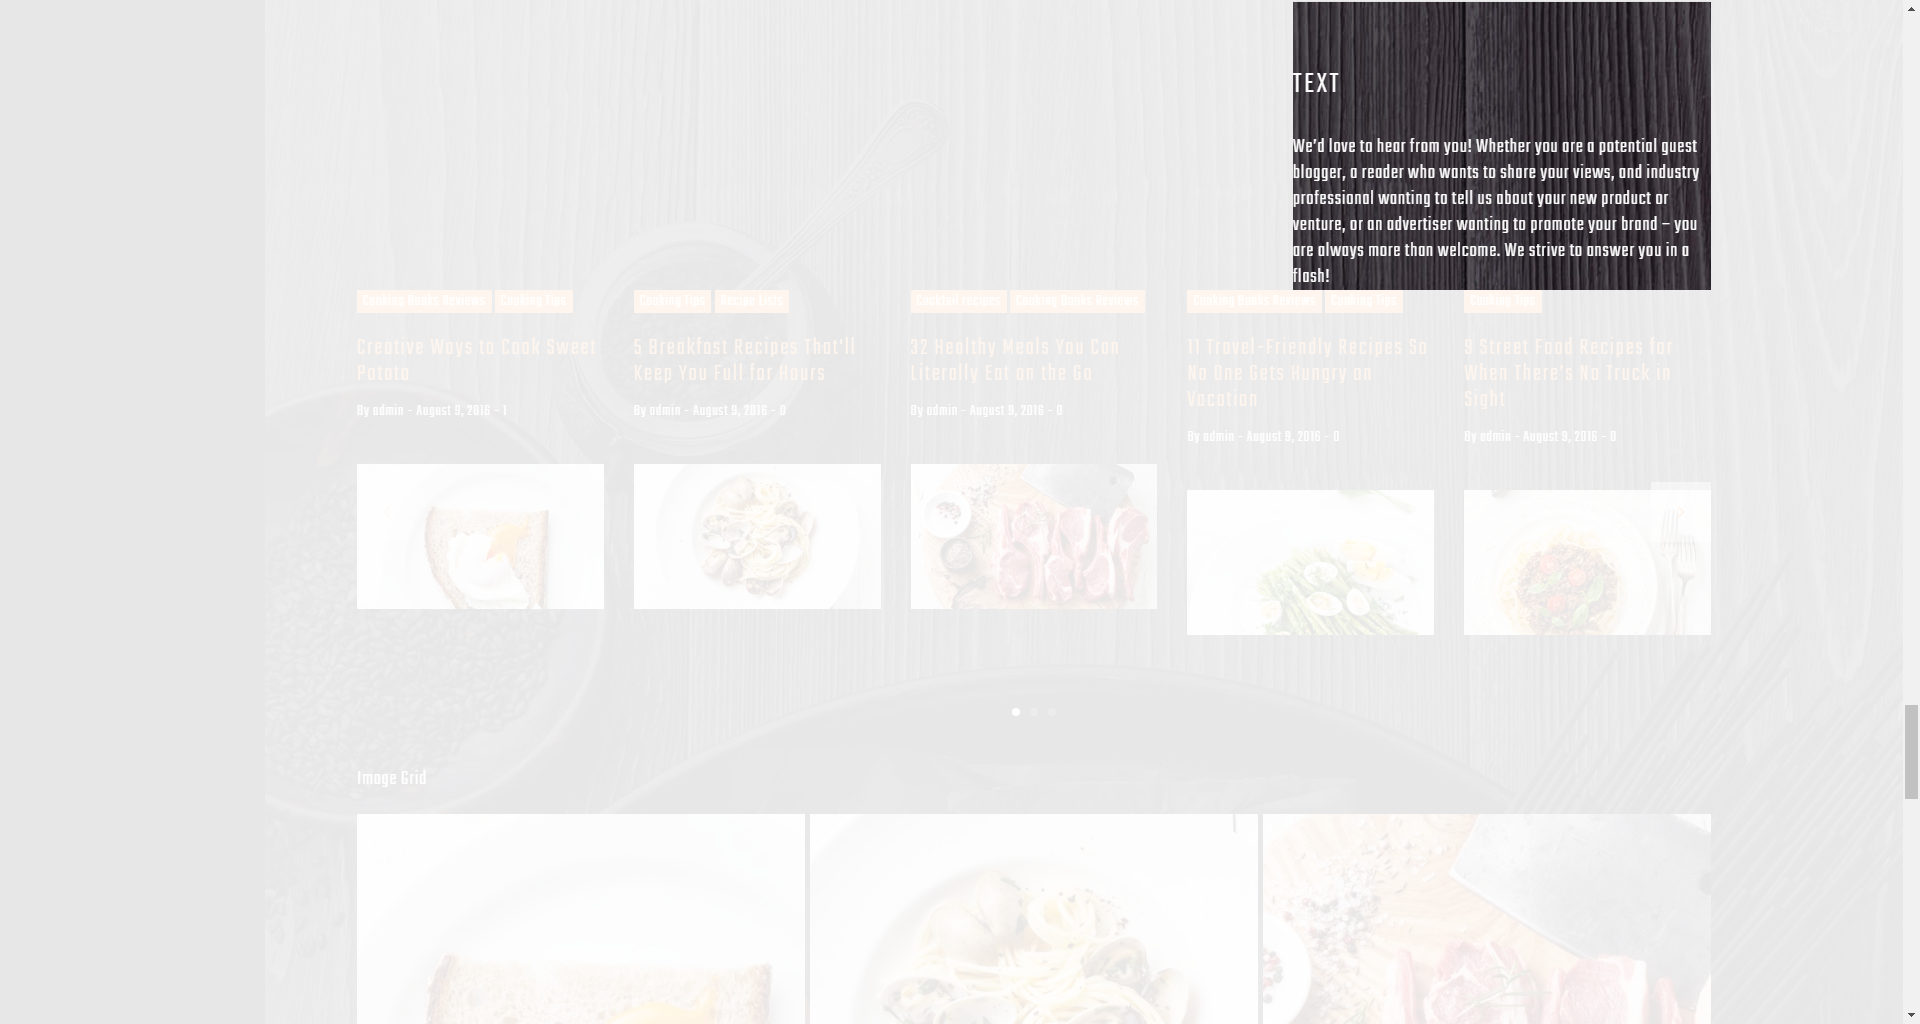 TEXT
We'd love to hear from you! Whether you are a potential guest
blogger, a reader who wants to share your views, and industry
professional wanting to tell us about your new product or
venture, or an advertiser wanting to promote your brand – you
are always more than welcome. We strive to answer you in a
flash!
Cooking Books Reviews Cooking Tips
Creative Ways to Cook Sweet
Potato
By admin - August 9, 2016 - 1
Cooking Tips Recipe Lists
5 Breakfast Recipes That'll
Keep You Full for Hours
By admin - August 9, 2016 - 0
Cocktail recipes Cooking Books Reviews
32 Healthy Meals You Can
Literally Eat on the Go
By admin - August 9, 2016 - 0
Cooking Books Reviews Cooking Tips
11 Travel-Friendly Recipes So
No One Gets Hungry on
Vacation
By admin - August 9, 2016 - 0
Cooking Tips
9 Street Food Recipes for
When There's No Truck in
Sight
By admin - August 9, 2016 - 0
Image Grid